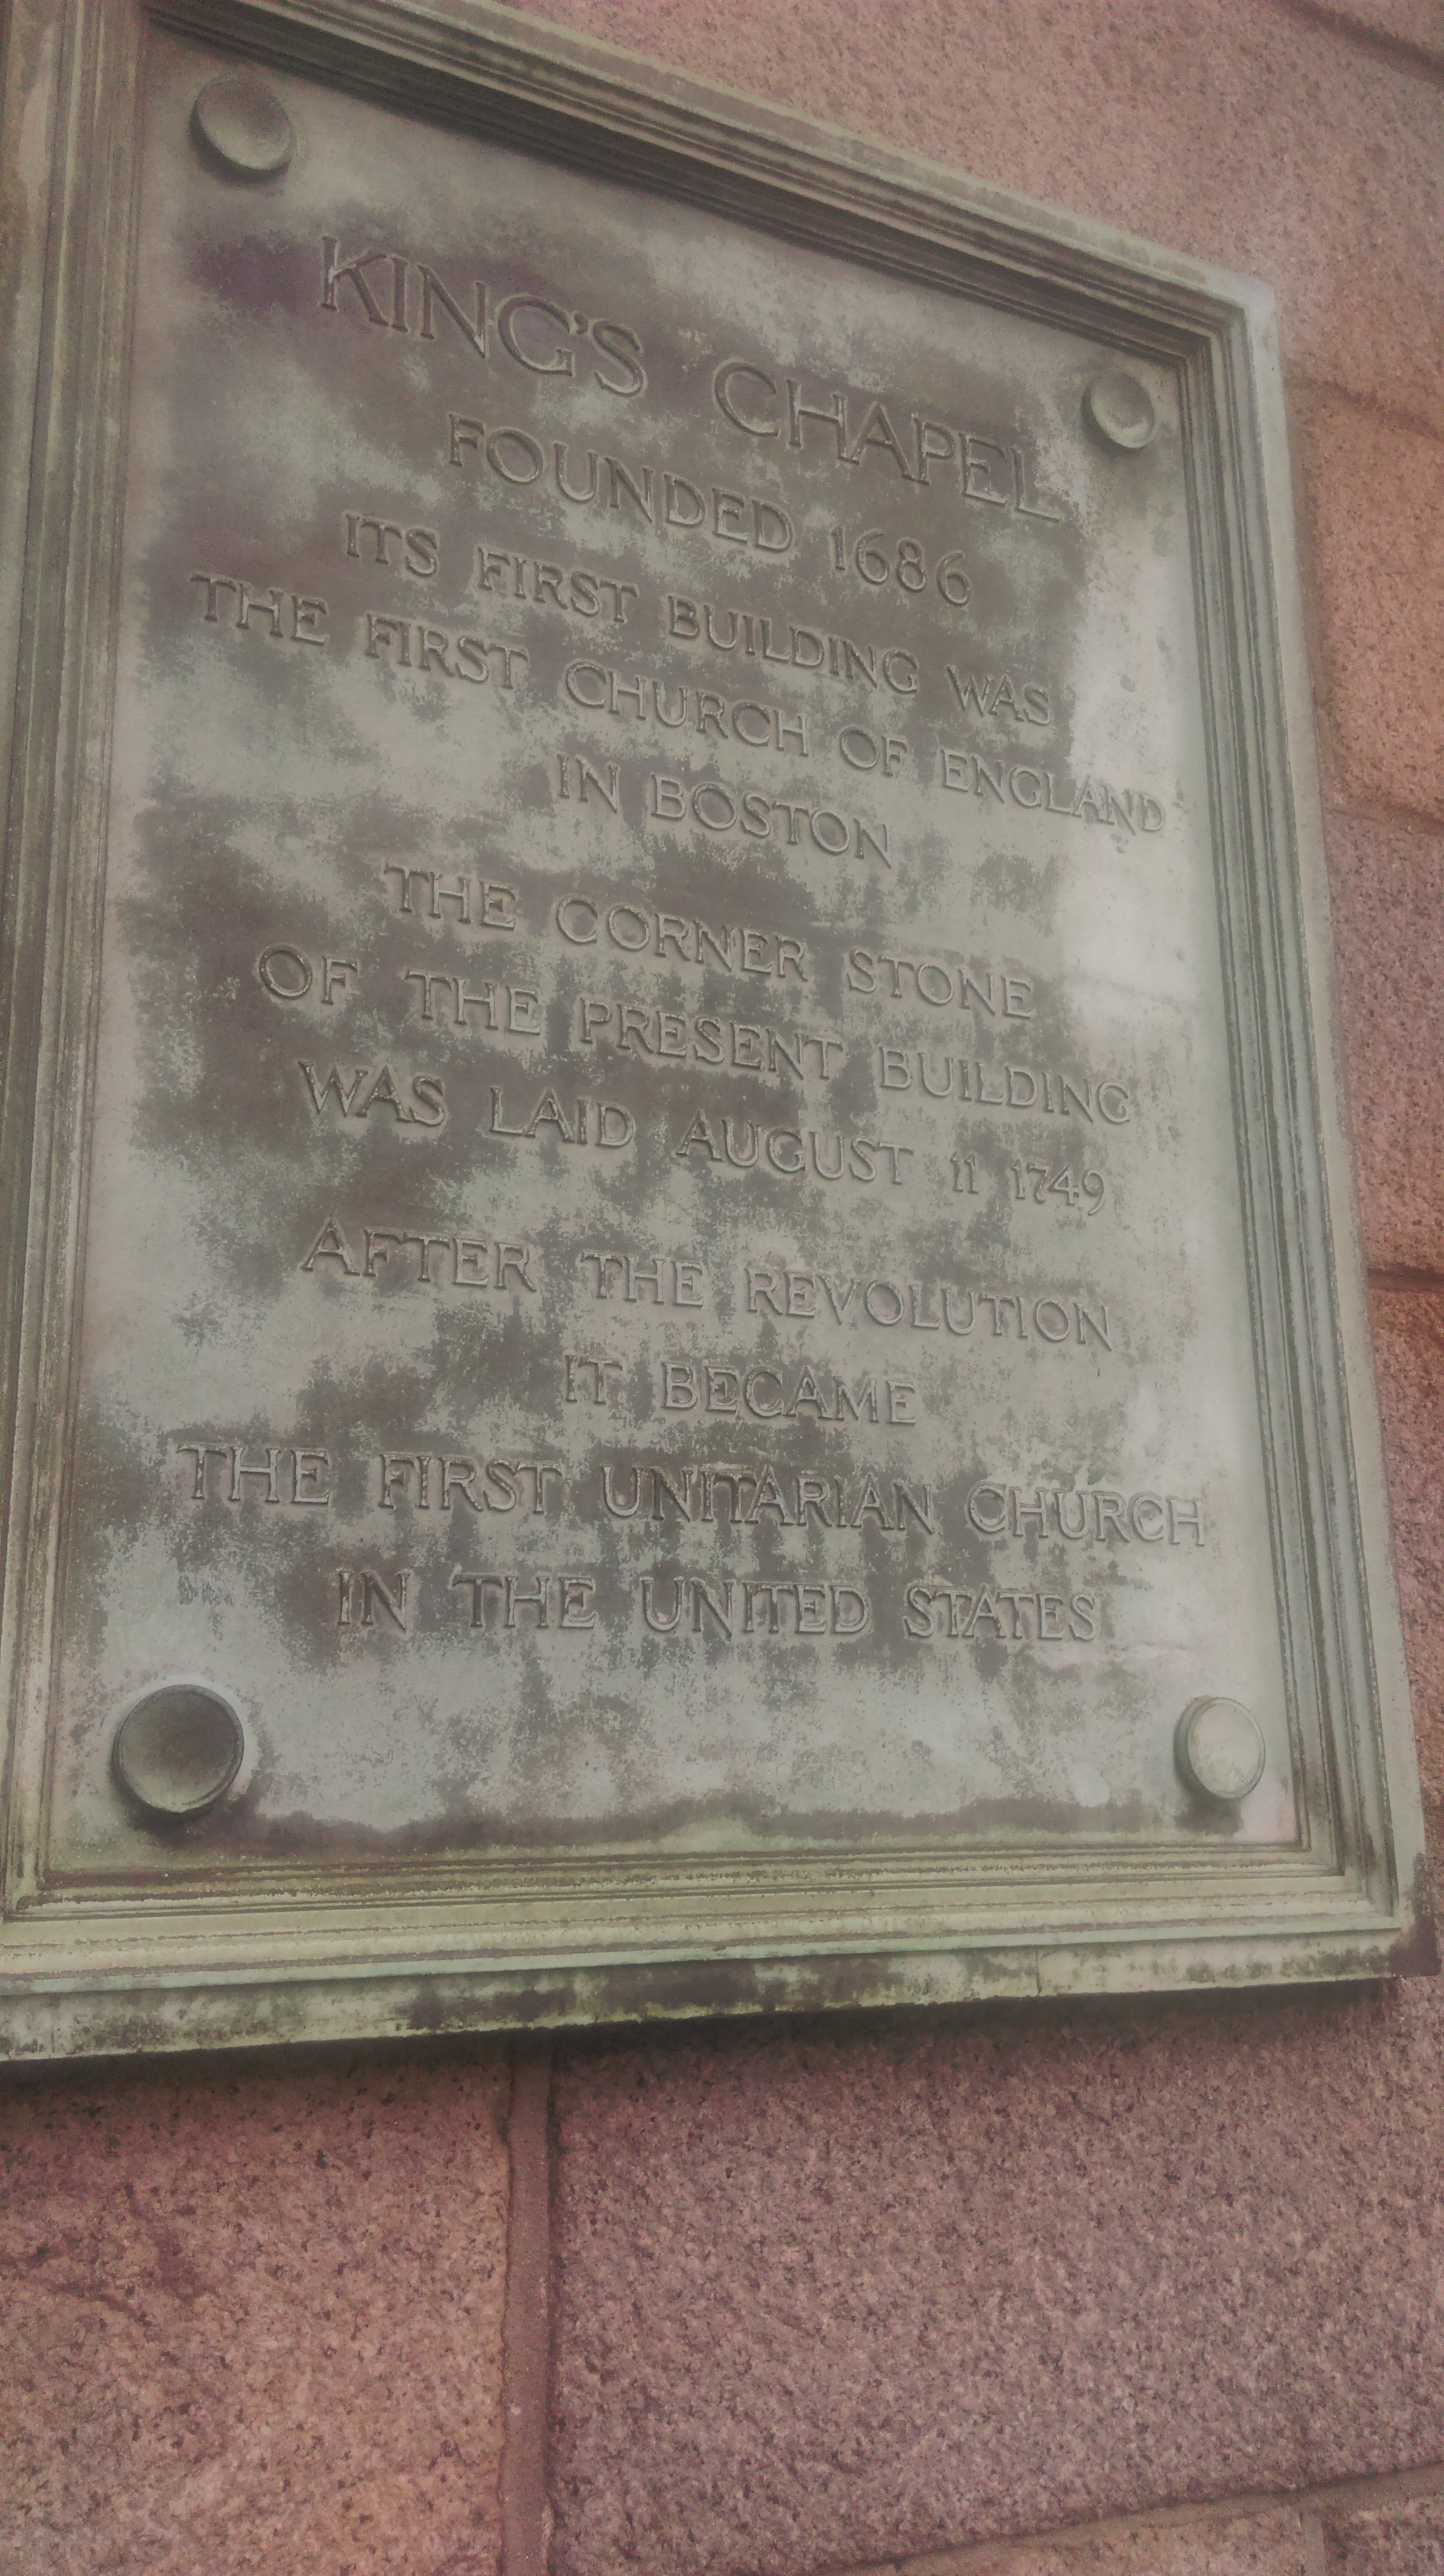 KING'S CHAPEL
FOUNDED 1686
ITS FIRST BUILDING WAS
THE FIRST CHURCH OF ENGLAND
IN BOSTON
THE CORNER STONE
OF THE PRESENT BUILDING
WAS LAID AUGUST 11 1749
AFTER THE REVOLUTION
IT BECAME
THE FIRST UNITARIAN CHURCH
IN THE UNITED STATES